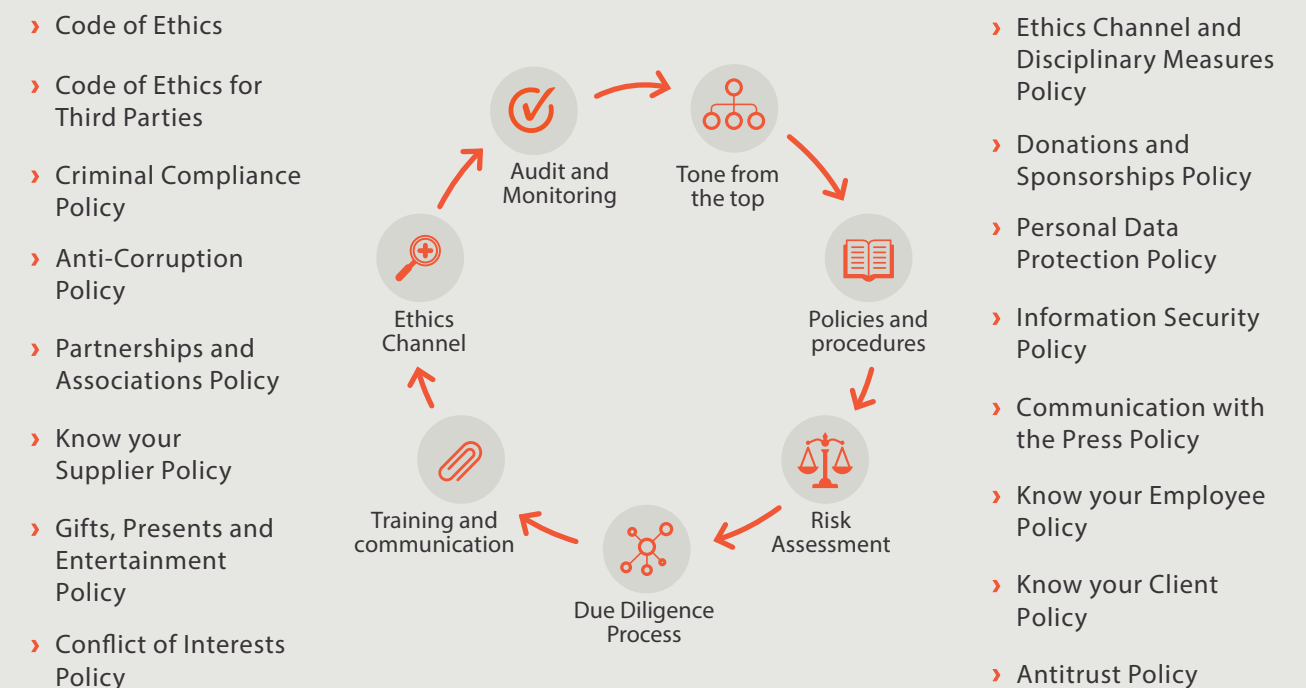 Code of Ethics
Code of Ethics for
Third Parties
Criminal Compliance
Policy
Anti-Corruption
Policy
Partnerships and
Associations Policy
Know your
Supplier Policy
Gifts, Presents and
Entertainment
Policy
Conflict of Interests
Policy
Audit and
Monitoring
Tone from
the top
Policies and
procedures
Risk
Assessment
Due Diligence
Process
Training and
communication
Ethics
Channel
Ethics Channel and
Disciplinary Measures
Policy
Donations and
Sponsorships Policy
Personal Data
Protection Policy
Information Security
Policy
Communication with
the Press Policy
Know your Employee
Policy
Know your Client
Policy
Antitrust Policy